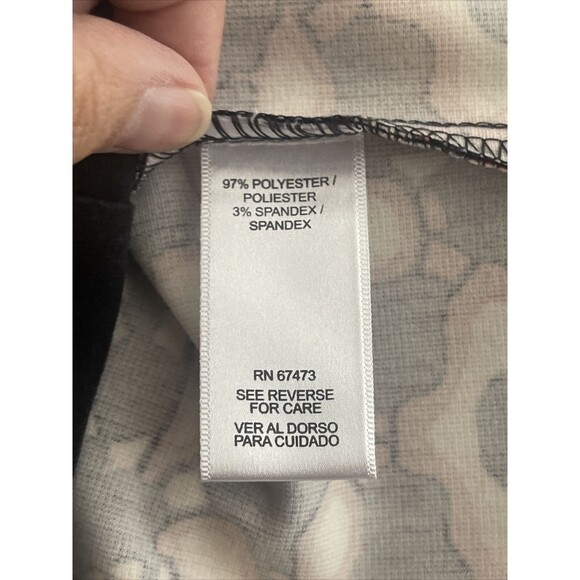 97% POLYESTER /
POLIESTER
3% SPANDEX /
SPANDEX
RN 67473
SEE REVERSE
FOR CARE
VER AL DORSO
PARA CUIDADO